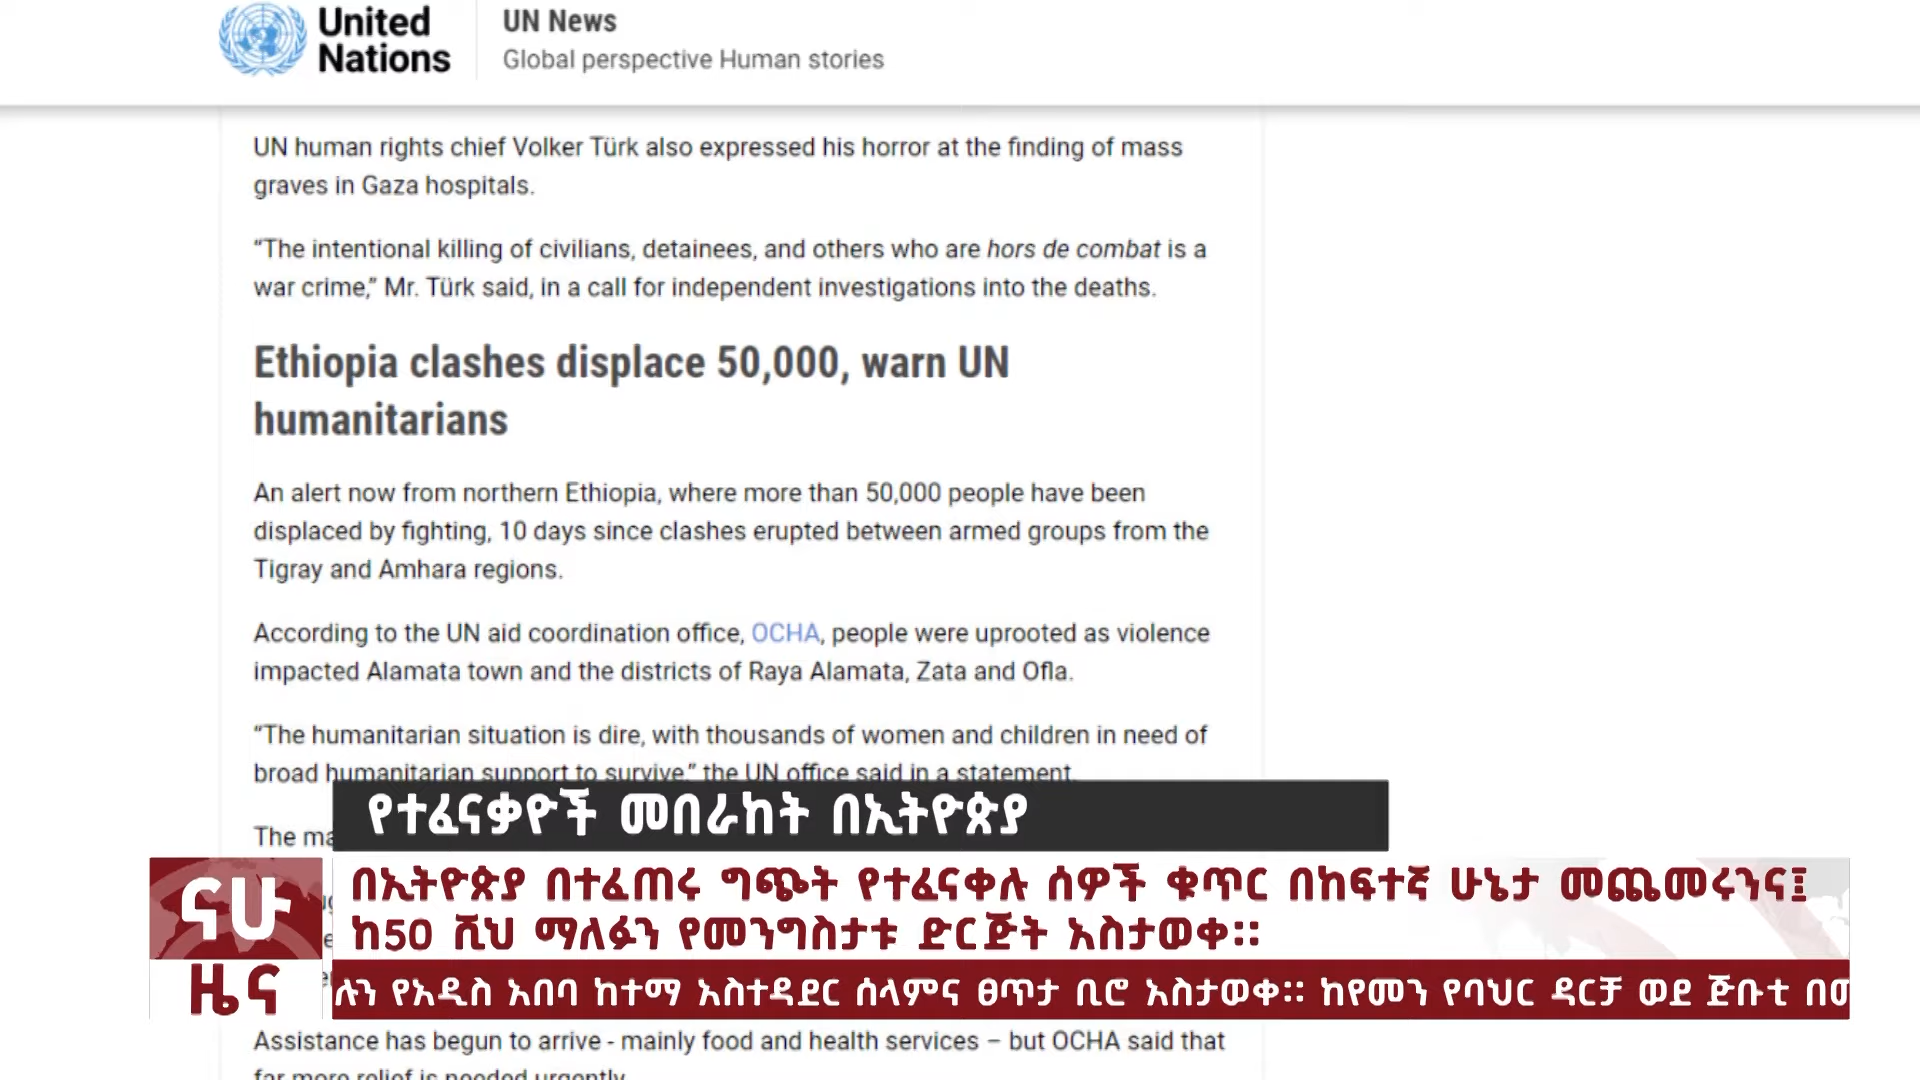 United
Nations
UN News
Global perspective Human stories
UN human rights chief Volker Türk also expressed his horror at the finding of mass
graves in Gaza hospitals.
“The intentional killing of civilians, detainees, and others who are hors de combat is a
war crime,” Mr. Türk said, in a call for independent investigations into the deaths.
Ethiopia clashes displace 50,000, warn UN
humanitarians
An alert now from northern Ethiopia, where more than 50,000 people have been
displaced by fighting, 10 days since clashes erupted between armed groups from the
Tigray and Amhara regions.
According to the UN aid coordination office, OCHA, people were uprooted as violence
impacted Alamata town and the districts of Raya Alamata, Zata and Ofla.
“The humanitarian situation is dire, with thousands of women and children in need of
broad humanitarian support to survive,” the UN office said in a statement.
የተፈናቃዮች መበራከት በኢትዮጵያ
The
ናሁ
ዜና
በኢትዮጵያ በተፈጠሩ ግጭት የተፈናቀሉ ሰዎች ቁጥር በከፍተኛ ሁኔታ መጨመሩንና፤
ከ50 ሺህ ማለፉን የመንግስታቱ ድርጅት አስታወቀ።
ሉን የአዲስ አበባ ከተማ አስተዳደር ሰላምና ፀጥታ ቢሮ አስታወቀ። ከየመን የባህር ዳርቻ ወደ ጅቡቲ
Assistance has begun to arrive - mainly food and health services – but OCHA said that
far more relief is needed urgently